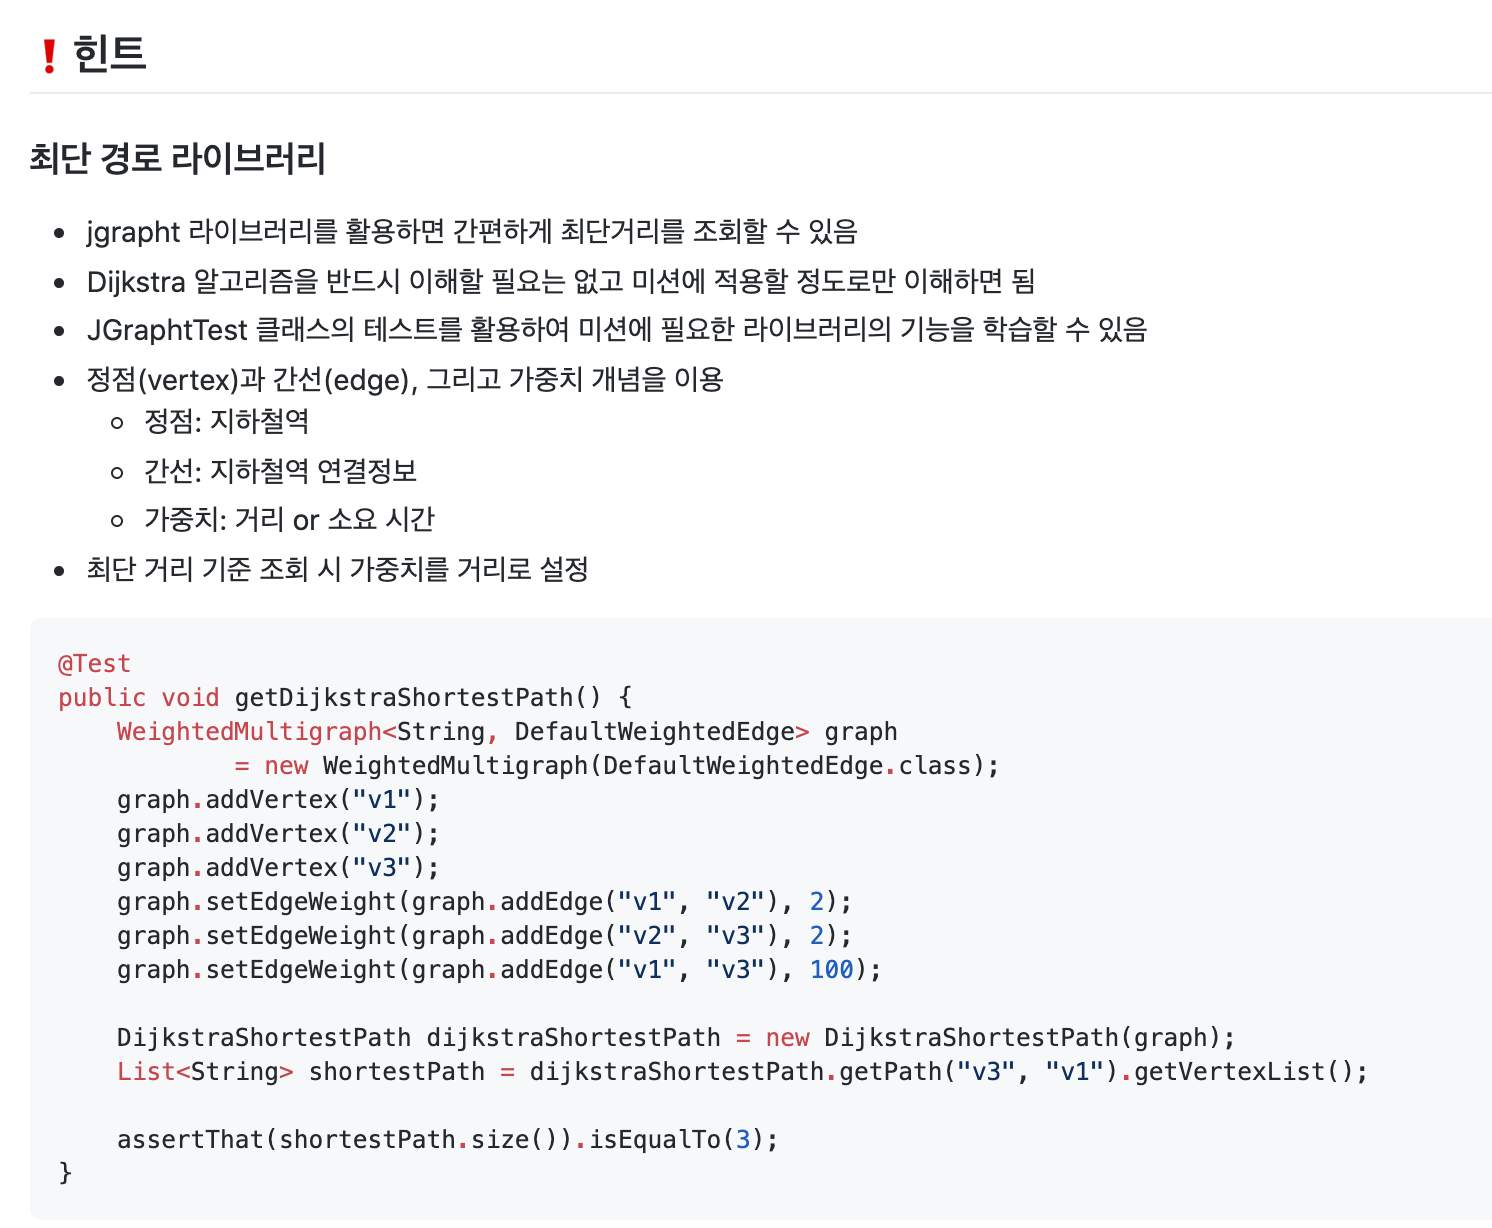 ❗ 힌트
최단 경로 라이브러리
• jgrapht 라이브러리를 활용하면 간편하게 최단거리를 조회할 수 있음
• Dijkstra 알고리즘을 반드시 이해할 필요는 없고 미션에 적용할 정도로만 이해하면 됨
• JGraphtTest 클래스의 테스트를 활용하여 미션에 필요한 라이브러리의 기능을 학습할 수 있음
• 정점(vertex)과 간선(edge), 그리고 가중치 개념을 이용
◦ 정점: 지하철역
◦ 간선: 지하철역 연결정보
◦ 가중치: 거리 or 소요 시간
• 최단 거리 기준 조회 시 가중치를 거리로 설정
@Test
public void getDijkstraShortestPath() {
    WeightedMultigraph<String, DefaultWeightedEdge> graph
            = new WeightedMultigraph(DefaultWeightedEdge.class);
    graph.addVertex("v1");
    graph.addVertex("v2");
    graph.addVertex("v3");
    graph.setEdgeWeight(graph.addEdge("v1", "v2"), 2);
    graph.setEdgeWeight(graph.addEdge("v2", "v3"), 2);
    graph.setEdgeWeight(graph.addEdge("v1", "v3"), 100);
    DijkstraShortestPath dijkstraShortestPath = new DijkstraShortestPath(graph);
    List<String> shortestPath = dijkstraShortestPath.getPath("v3", "v1").getVertexList();
    assertThat(shortestPath.size()).isEqualTo(3);
}